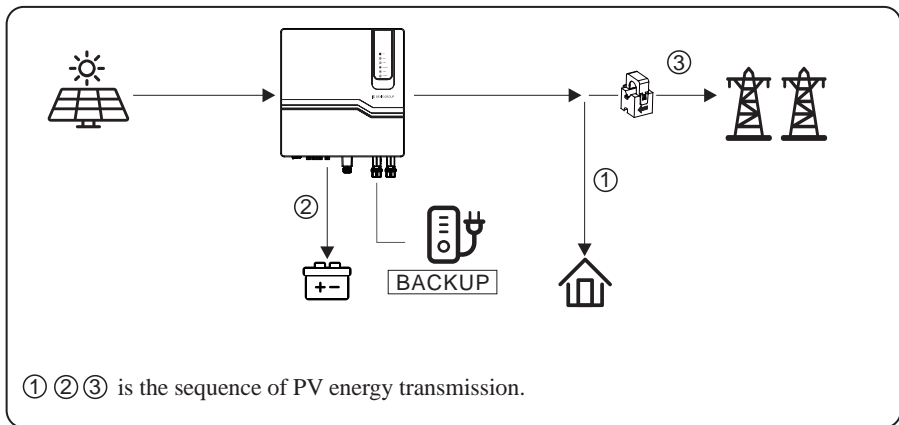 ③
①
②
+ -
BACKUP
① ② ③ is the sequence of PV energy transmission.